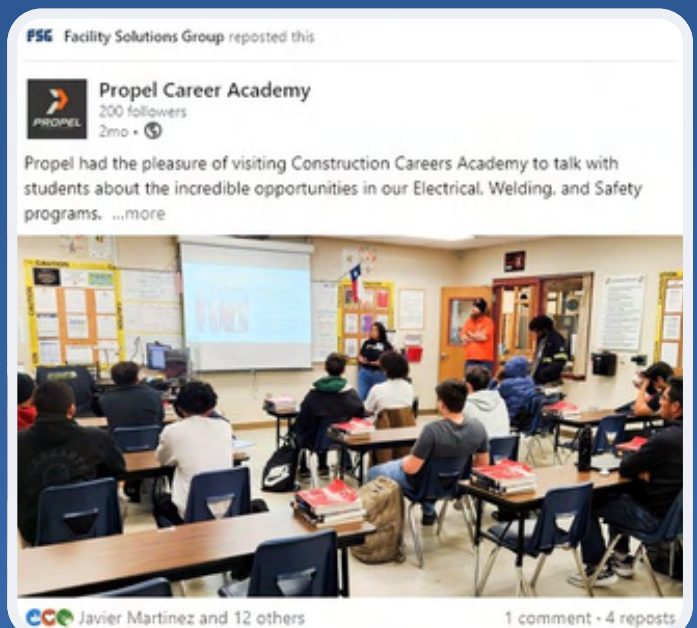 FSG Facility Solutions Group reposted this
PROPEL
Propel Career Academy
200 followers
2mo •
Propel had the pleasure of visiting Construction Careers Academy to talk with
students about the incredible opportunities in our Electrical, Welding, and Safety
programs. ...more
CAUTION
Javier Martinez and 12 others
1 comment • 4 reposts